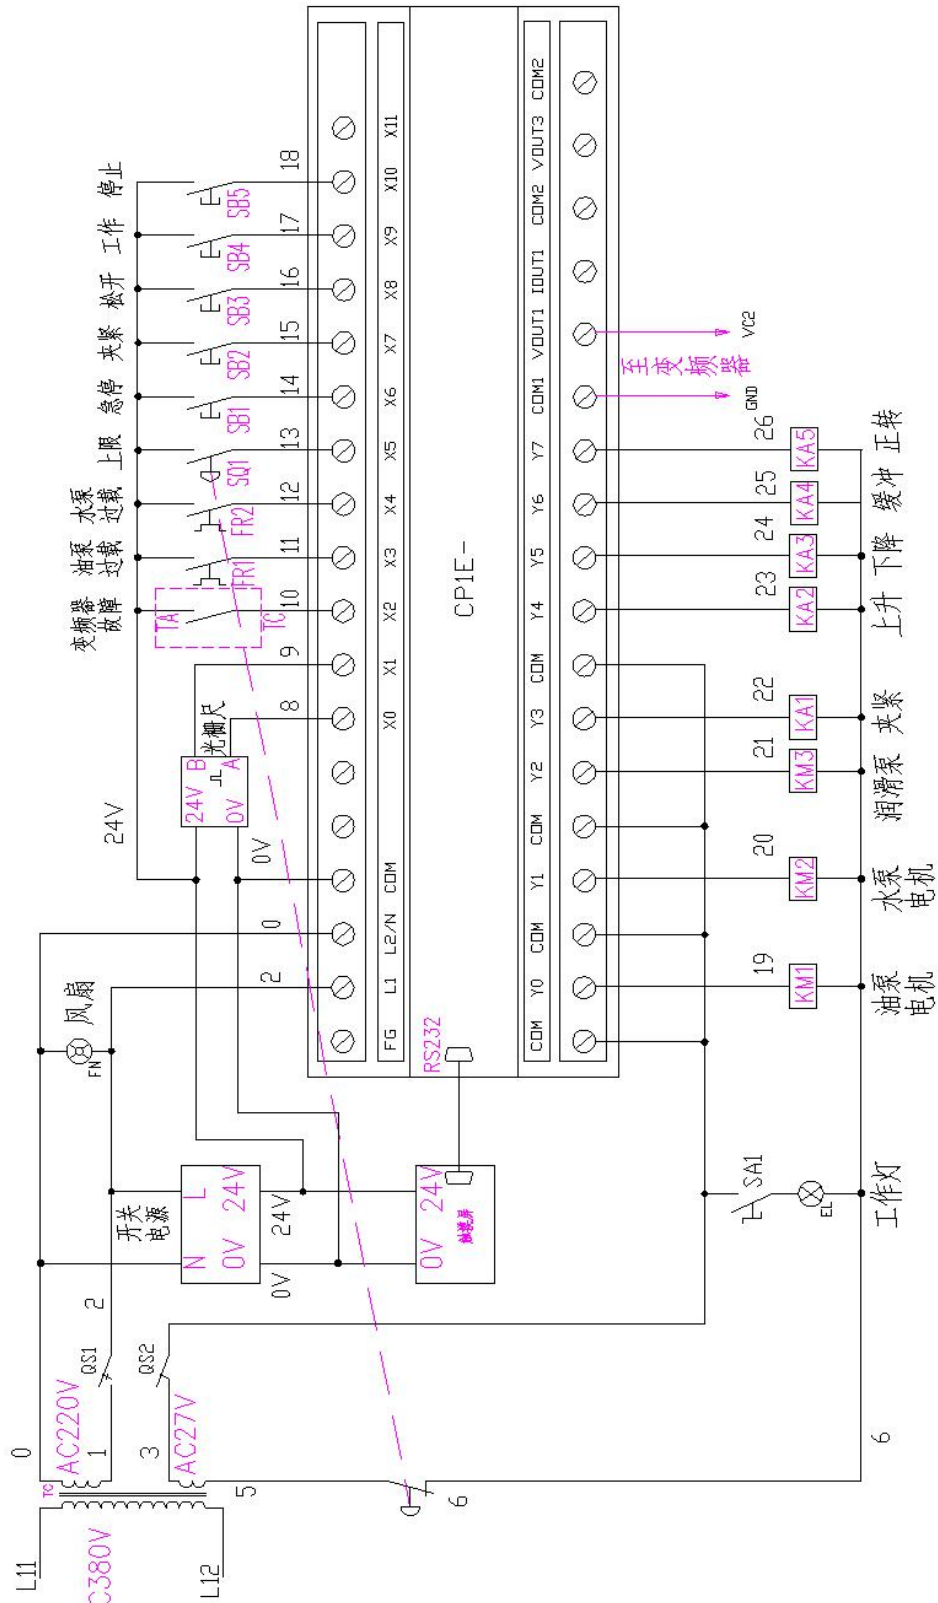 停止
工作
松开
夹紧
急停
上限
水泵
过载
油泵
过载
变频器
故障
18
17
16
15
14
13
12
11
10
9
8
SB5
SB4
SB3
SB2
SB1
SQ1
FR2
FR1
TA
TC
光栅尺
24V B
0V A
24V
0V
0
2
风扇
FN
X11
X10
X9
X8
X7
X6
X5
X4
X3
X2
X1
X0
COM
L2/N
L1
FG
CP1E-
RS232
COM2
VOUT3
COM2
IOUT1
VOUT1
COM1
Y7
Y6
Y5
Y4
COM
Y3
Y2
COM
Y1
COM
Y0
COM
至变频器
VC2
GND
26
25
24
23
22
21
20
19
KA5
KA4
KA3
KA2
KA1
KM3
KM2
KM1
正转
缓冲
下降
上升
夹紧
润滑泵
水泵
电机
油泵
电机
开关
电源
N L
0V 24V
24V
0V
0V 24V
触摸屏
SA1
EL
工作灯
2
QS1
QS2
0
AC220V
1
3
AC27V
TC
5
6
6
L11
C380V
L12